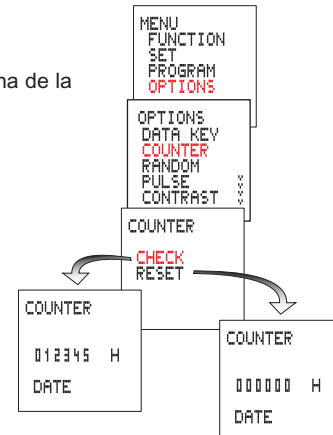 MENU
FUNCTION
SET
PROGRAM
OPTIONS
na de la
OPTIONS
DATA KEY
COUNTER
RANDOM
PULSE
CONTRAST
COUNTER
CHECK
RESET
COUNTER
012345 H
DATE
COUNTER
000000 H
DATE